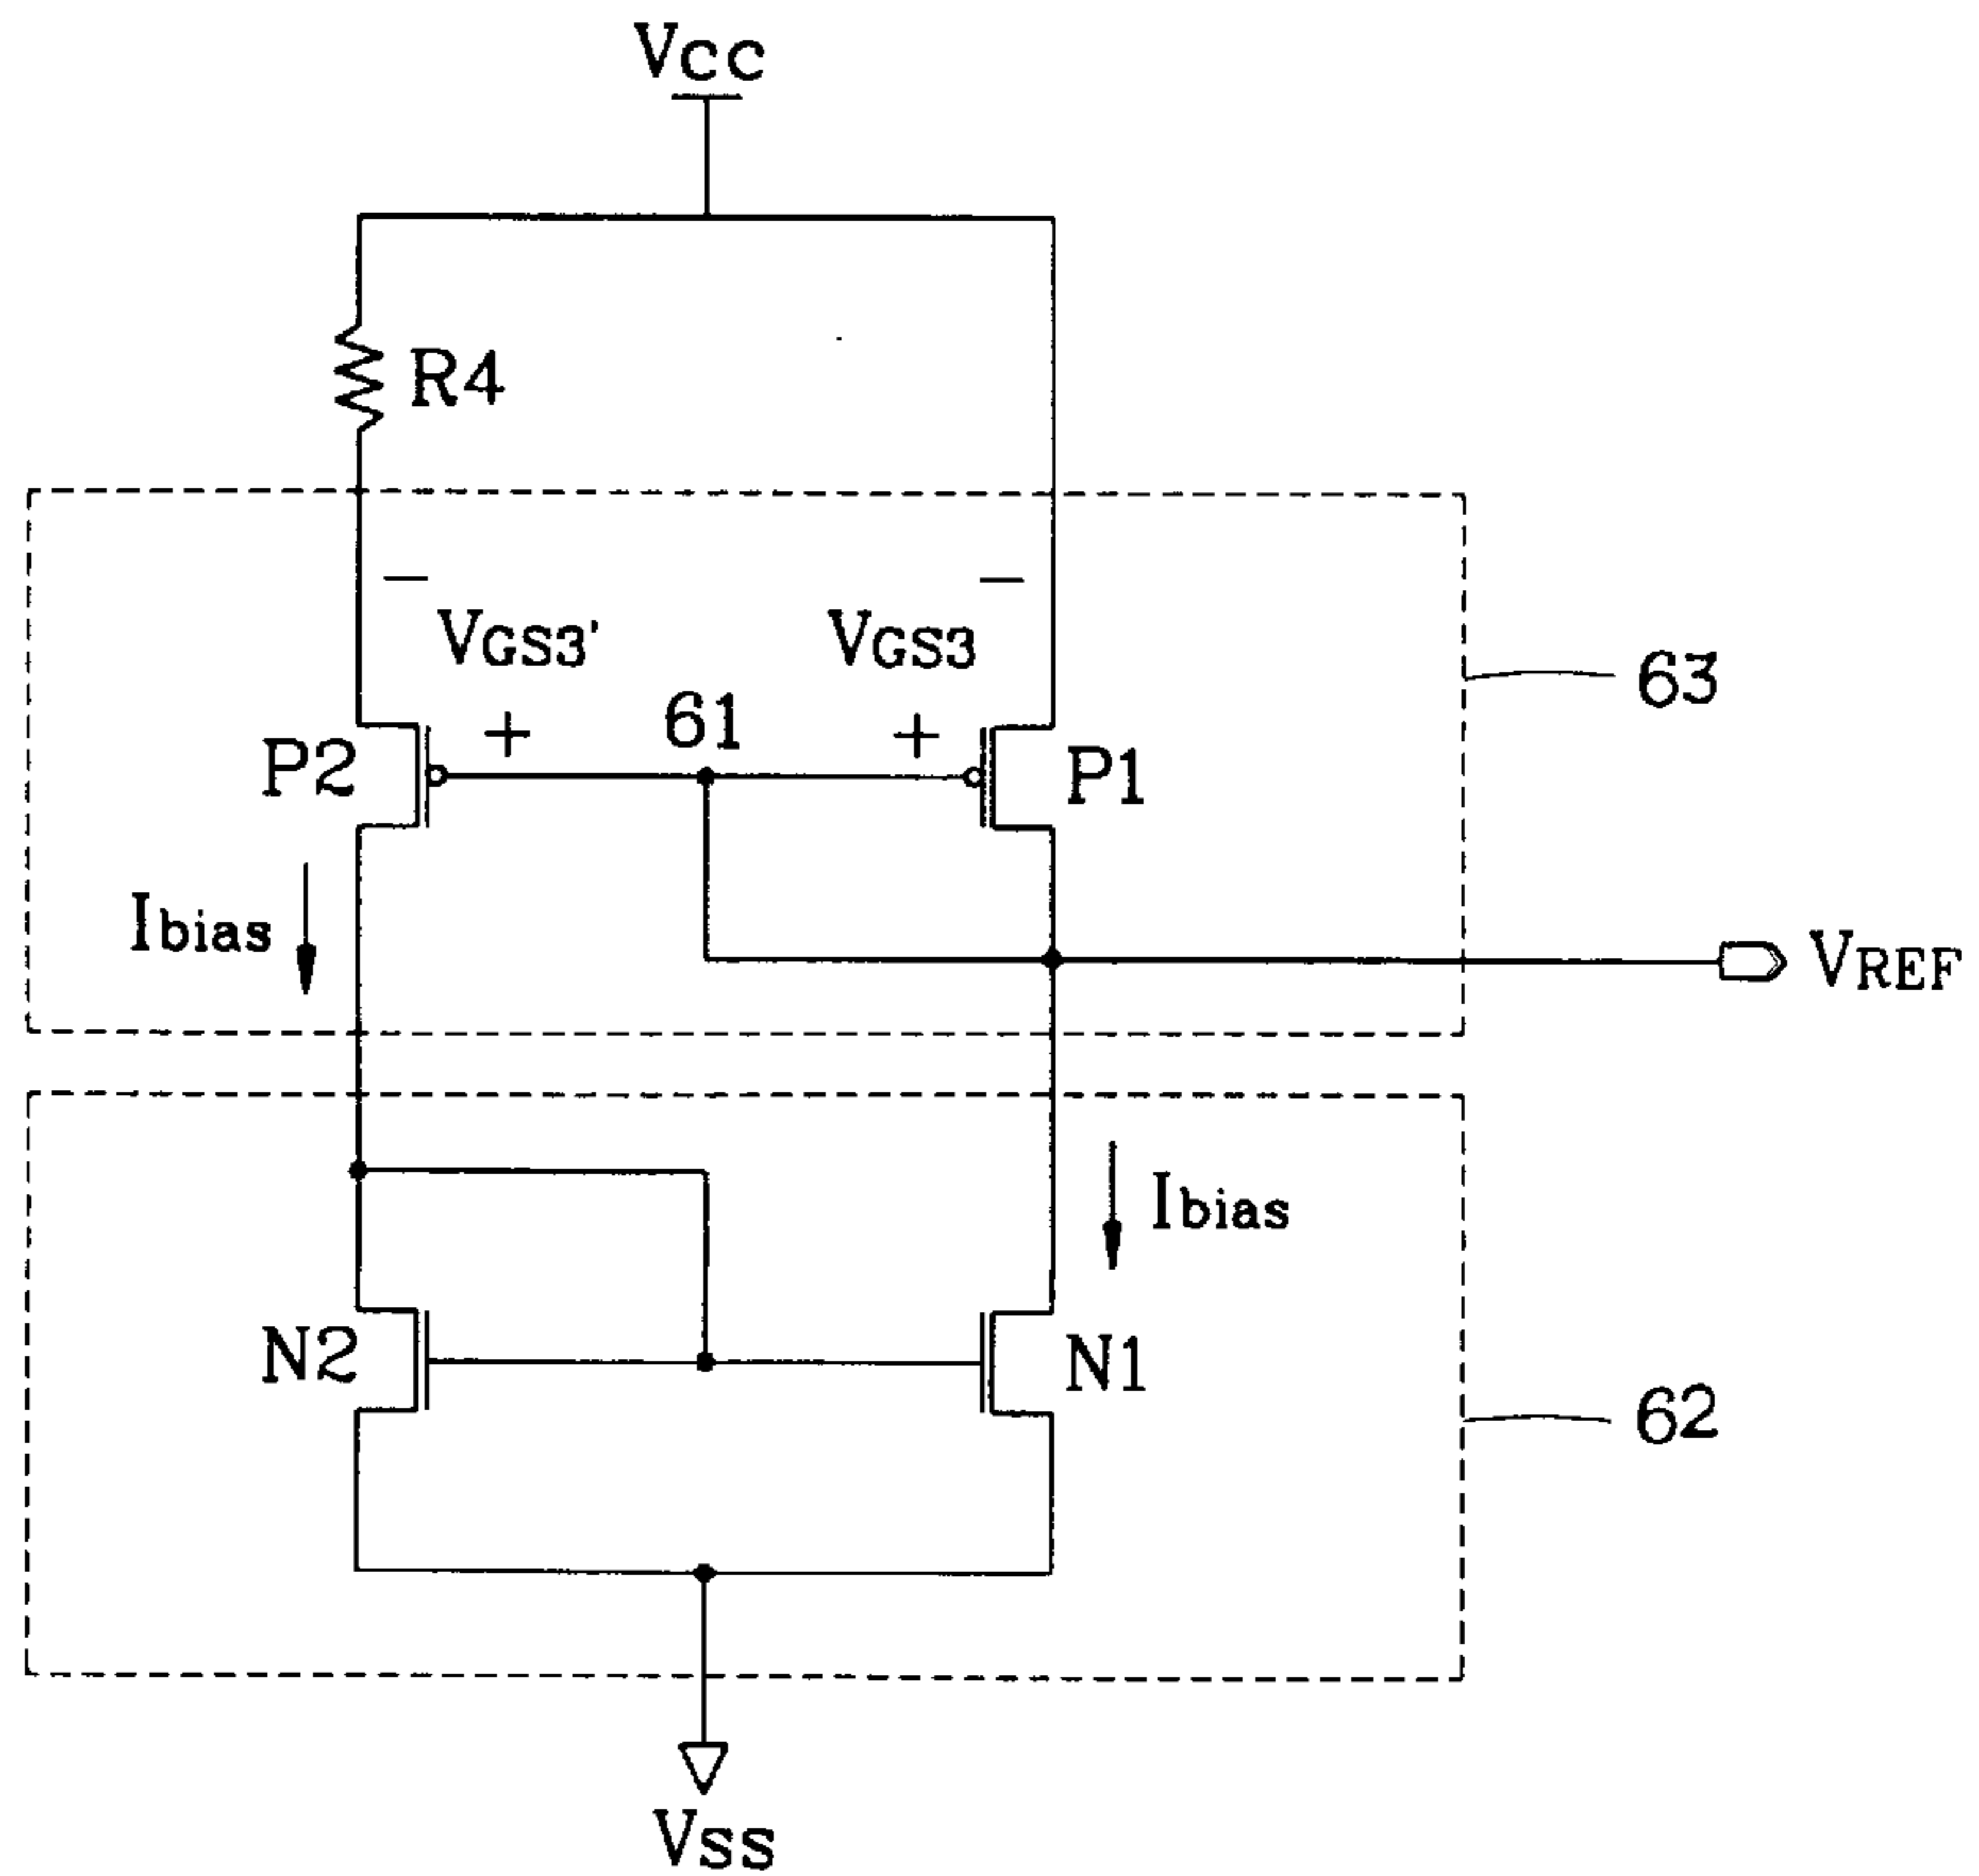 Vcc
R4
−
−
VGS3'
VGS3
63
+
61
+
P2
P1
Ibias
VREF
Ibias
N2
N1
62
Vss